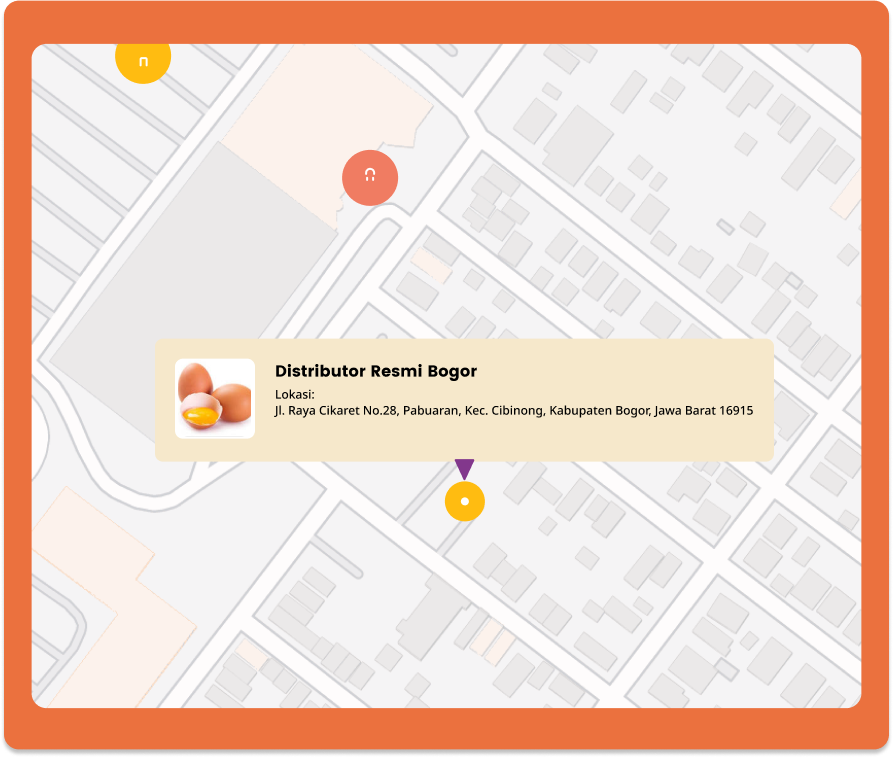 Distributor Resmi Bogor
Lokasi:
Jl. Raya Cikaret No.28, Pabuaran, Kec. Cibinong, Kabupaten Bogor, Jawa Barat 16915